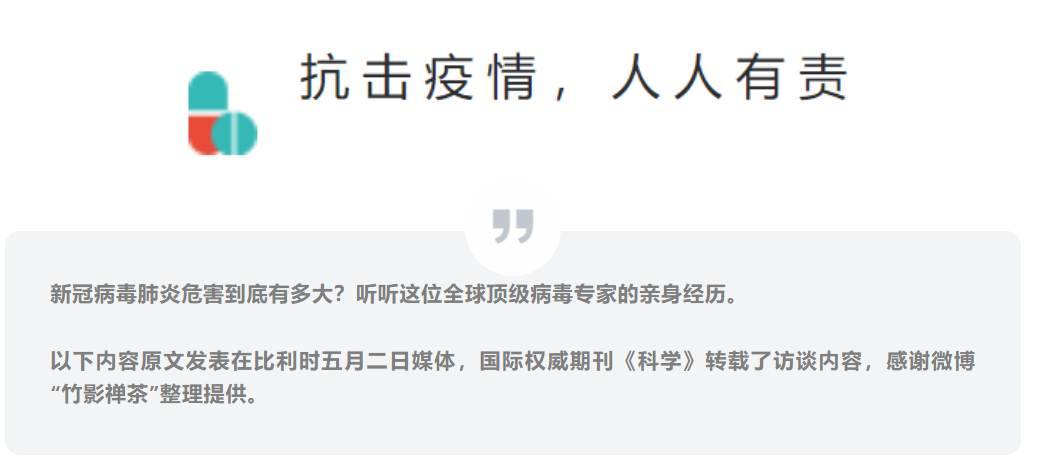 抗击疫情，人人有责
新冠病毒肺炎危害到底有多大？听听这位全球顶级病毒专家的亲身经历。
以下内容原文发表在比利时五月二日媒体，国际权威期刊《科学》转载了访谈内容，感谢微博
“竹影禅茶”整理提供。